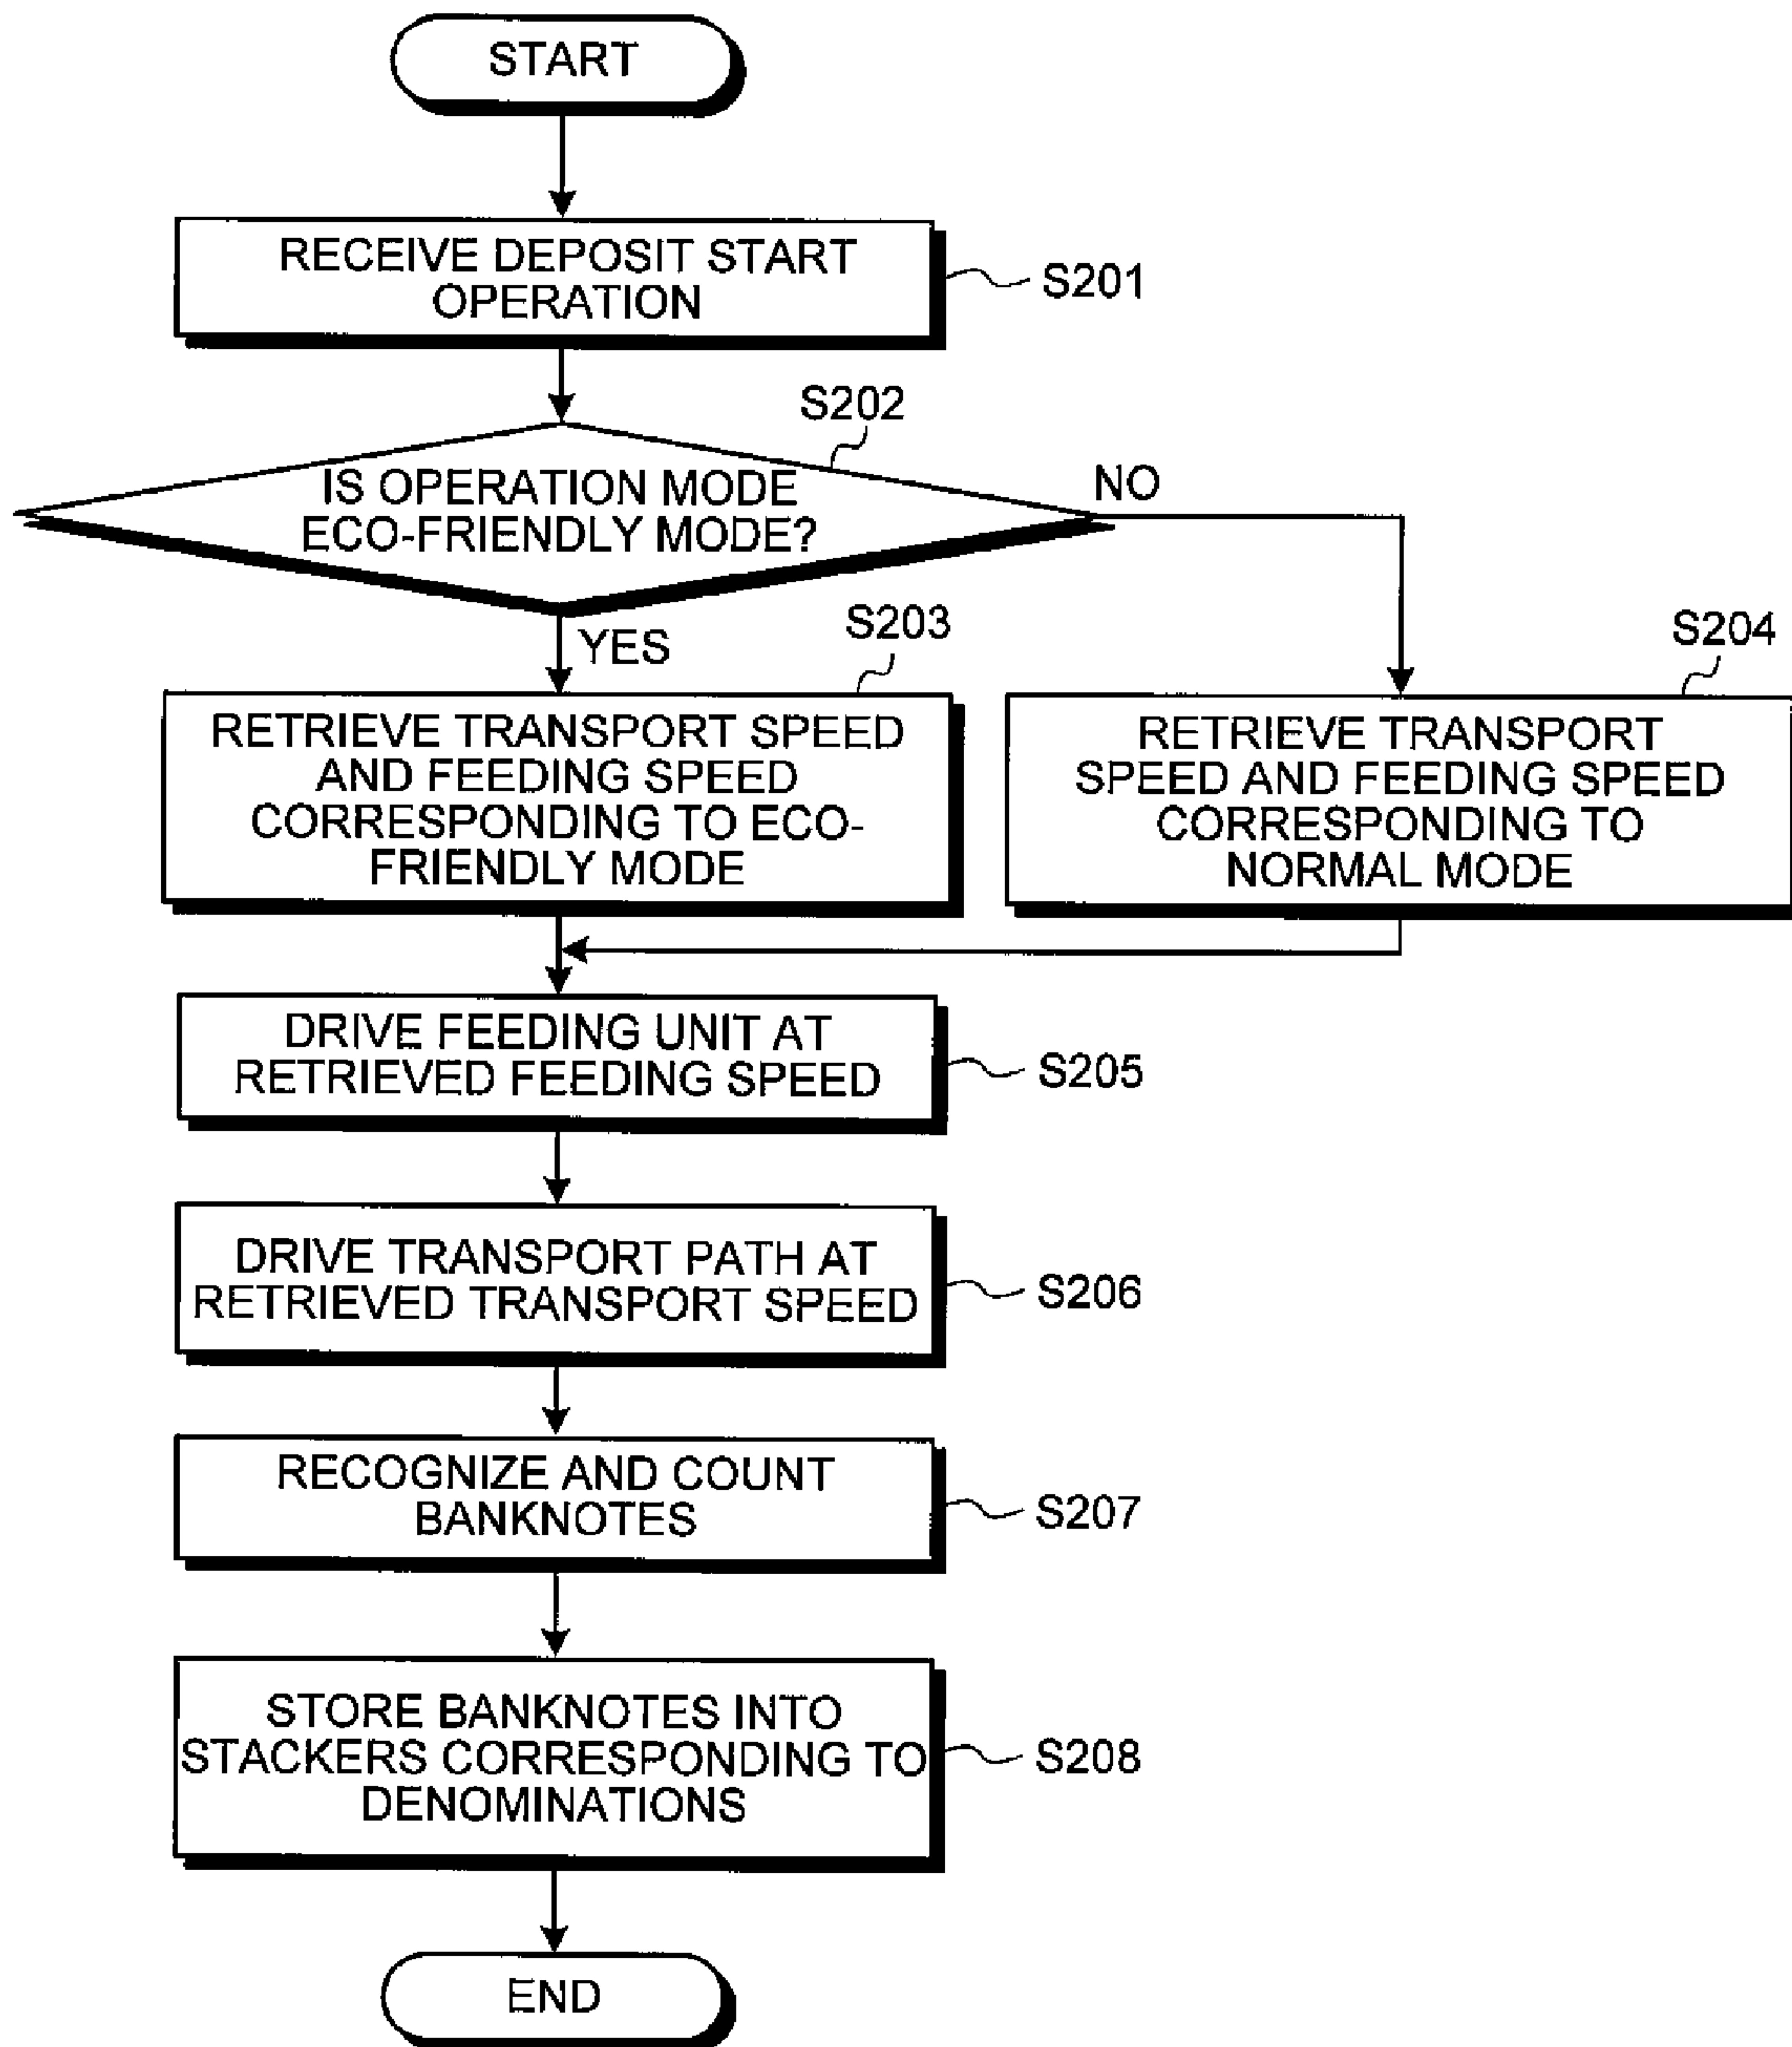 START
RECEIVE DEPOSIT START
OPERATION
S201
S202
IS OPERATION MODE
ECO-FRIENDLY MODE?
NO
YES
S203
RETRIEVE TRANSPORT SPEED
AND FEEDING SPEED
CORRESPONDING TO ECO-
FRIENDLY MODE
S204
RETRIEVE TRANSPORT
SPEED AND FEEDING SPEED
CORRESPONDING TO
NORMAL MODE
DRIVE FEEDING UNIT AT
RETRIEVED FEEDING SPEED
S205
DRIVE TRANSPORT PATH AT
RETRIEVED TRANSPORT SPEED
S206
RECOGNIZE AND COUNT
BANKNOTES
S207
STORE BANKNOTES INTO
STACKERS CORRESPONDING TO
DENOMINATIONS
S208
END